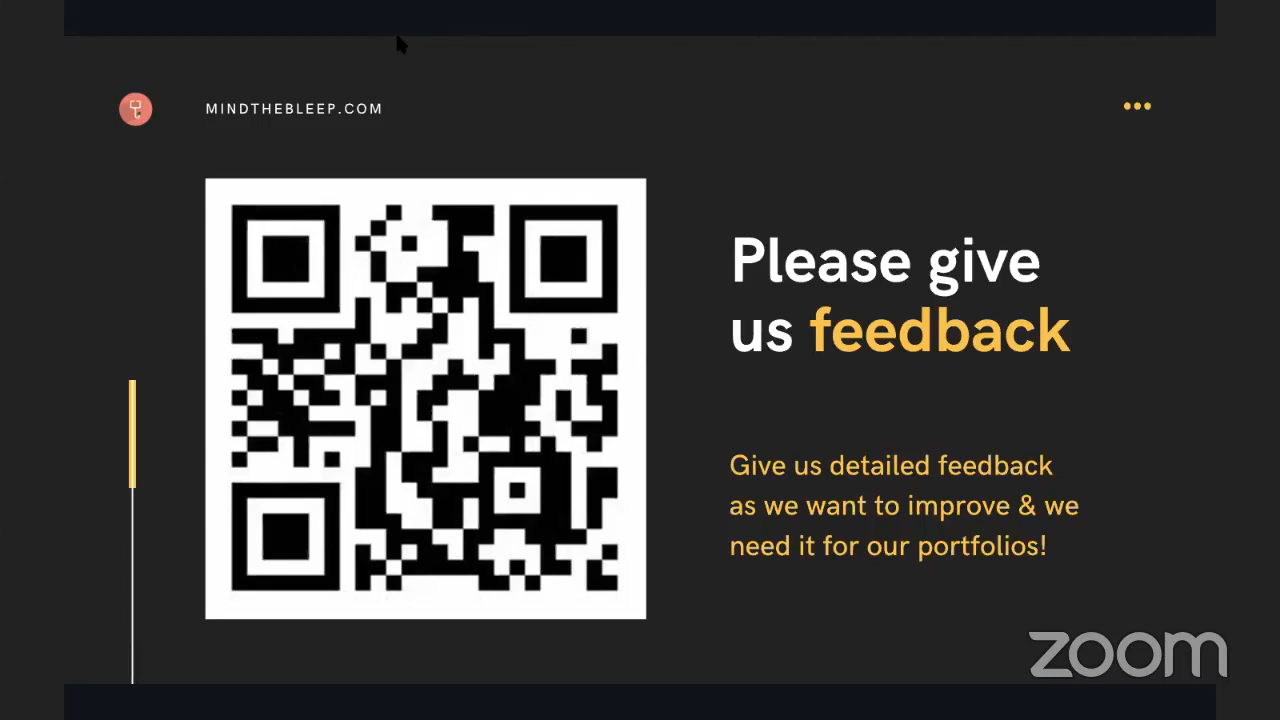 MINDTHEBLEEP.COM
Please give
us feedback
Give us detailed feedback
as we want to improve & we
need it for our portfolios!
zoom